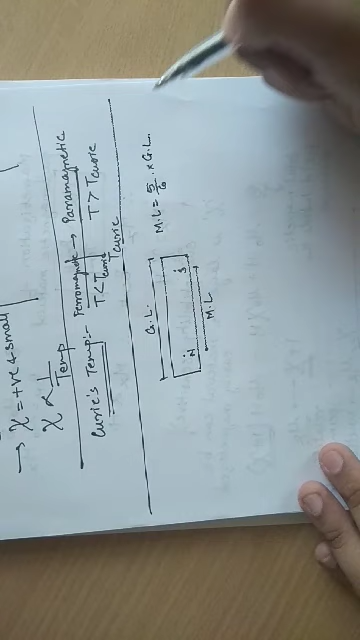 → χ = +ve & small
χ ∝ 1/Temp
Curie's Temp:- Ferromagnetic → Paramagnetic
T < Tcurie T > Tcurie
Tcurie
G.L.
N S
M.L.
M.L = 5/6 × G.L.